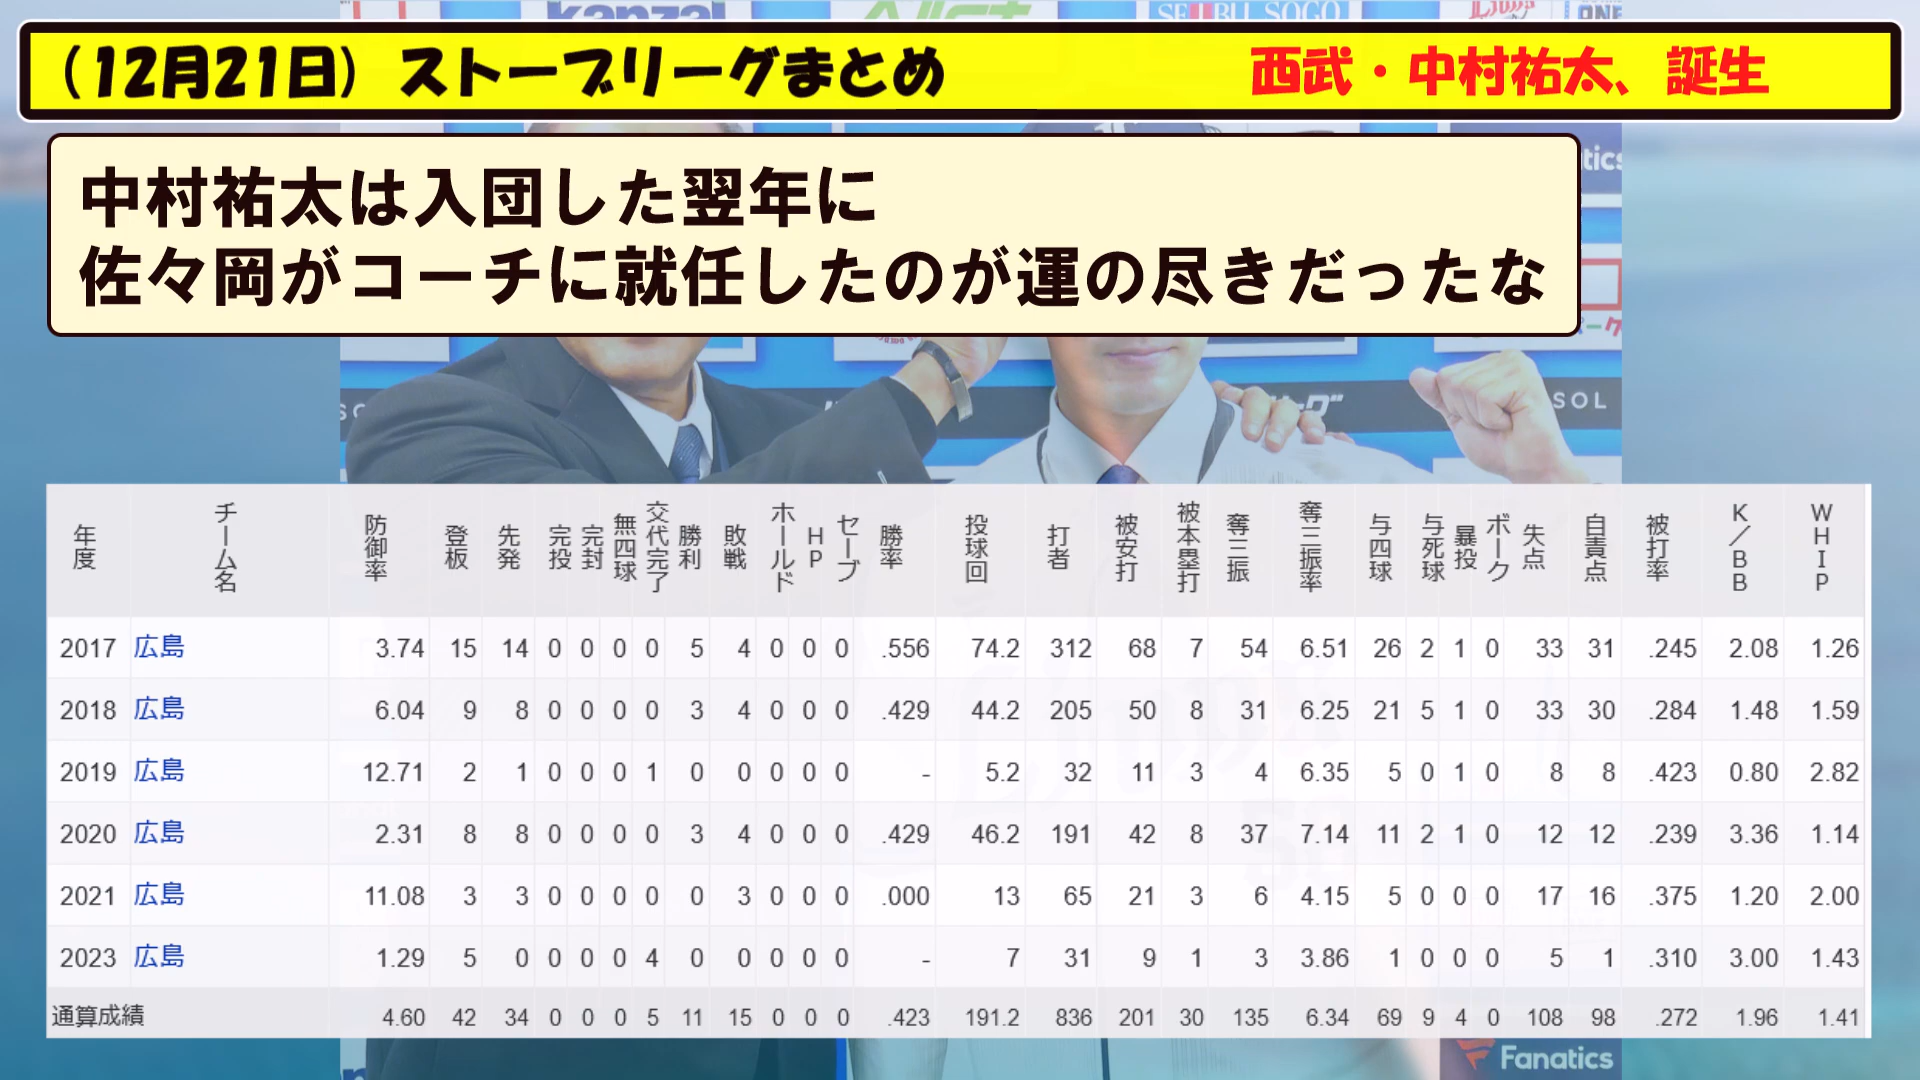 (12月21日) ストーブリーグまとめ 西武・中村祐太、誕生
中村祐太は入団した翌年に
佐々岡がコーチに就任したのが運の尽きだったな
年度 チーム名 防御率 登板 先発 完投 完封 無四球 交代完了 勝利 敗戦 ホールド HP セーブ 勝率 投球回 打者 被安打 被本塁打 奪三振 奪三振率 与四球 与死球 暴投 ボーク 失点 自責点 被打率 K/BB WHIP
2017 広島 3.74 15 14 0 0 0 0 5 4 0 0 0 .556 74.2 312 68 7 54 6.51 26 2 1 0 33 31 .245 2.08 1.26
2018 広島 6.04 9 8 0 0 0 0 3 4 0 0 0 .429 44.2 205 50 8 31 6.25 21 5 1 0 33 30 .284 1.48 1.59
2019 広島 12.71 2 1 0 0 0 1 0 0 0 0 0 - 5.2 32 11 3 4 6.35 5 0 1 0 8 8 .423 0.80 2.82
2020 広島 2.31 8 8 0 0 0 0 3 4 0 0 0 .429 46.2 191 42 8 37 7.14 11 2 1 0 12 12 .239 3.36 1.14
2021 広島 11.08 3 3 0 0 0 0 0 3 0 0 0 .000 13 65 21 3 6 4.15 5 0 0 0 17 16 .375 1.20 2.00
2023 広島 1.29 5 0 0 0 0 4 0 0 0 0 0 - 7 31 9 1 3 3.86 1 0 0 0 5 1 .310 3.00 1.43
通算成績 4.60 42 34 0 0 0 5 11 15 0 0 0 .423 191.2 836 201 30 135 6.34 69 9 4 0 108 98 .272 1.96 1.41
SEIBU SOGO
SOL
Fanatics